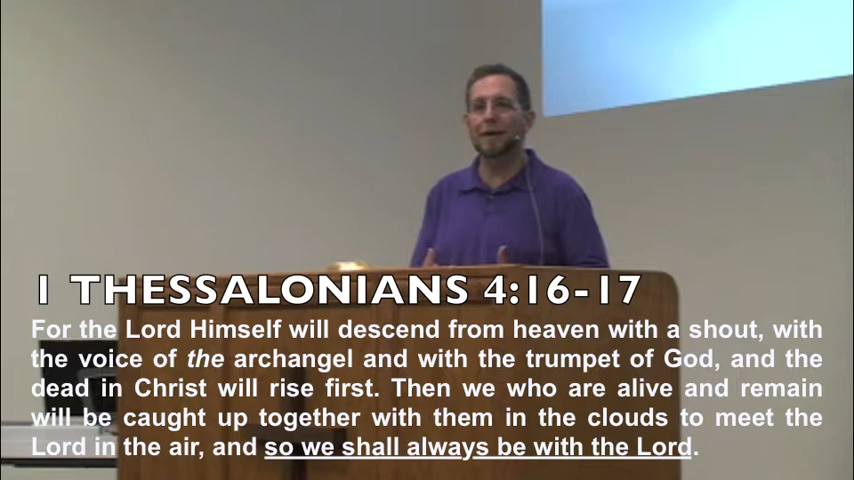 1 THESSALONIANS 4:16-17
For the Lord Himself will descend from heaven with a shout, with
the voice of the archangel and with the trumpet of God, and the
dead in Christ will rise first. Then we who are alive and remain
will be caught up together with them in the clouds to meet the
Lord in the air, and so we shall always be with the Lord.